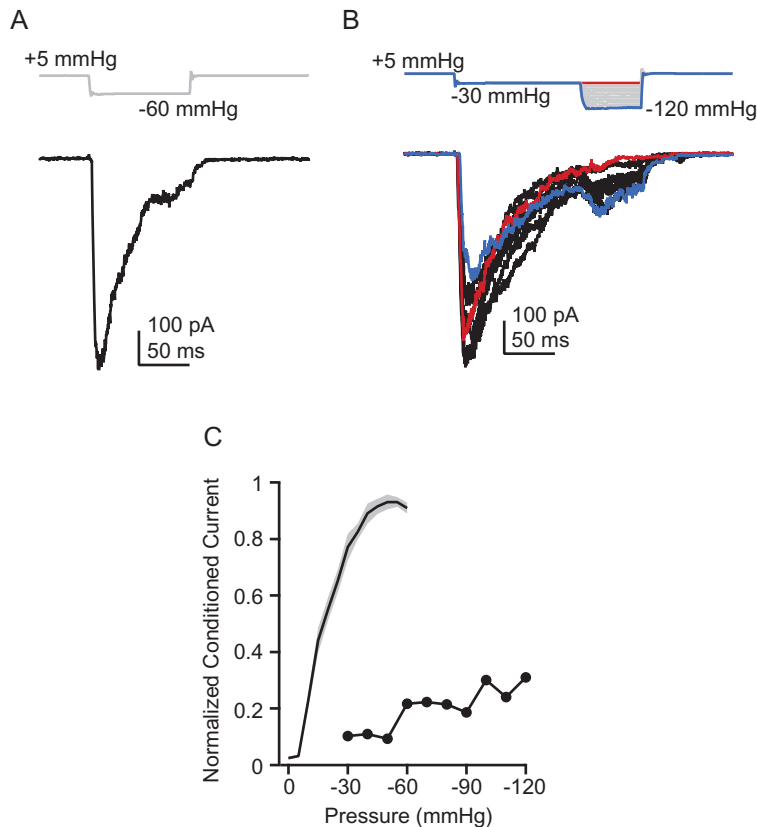 A
+5 mmHg
-60 mmHg
100 pA
50 ms
B
+5 mmHg
-30 mmHg
-120 mmHg
100 pA
50 ms
C
Normalized Conditioned Current
1
0.8
0.6
0.4
0.2
0
0 -30 -60 -90 -120
Pressure (mmHg)